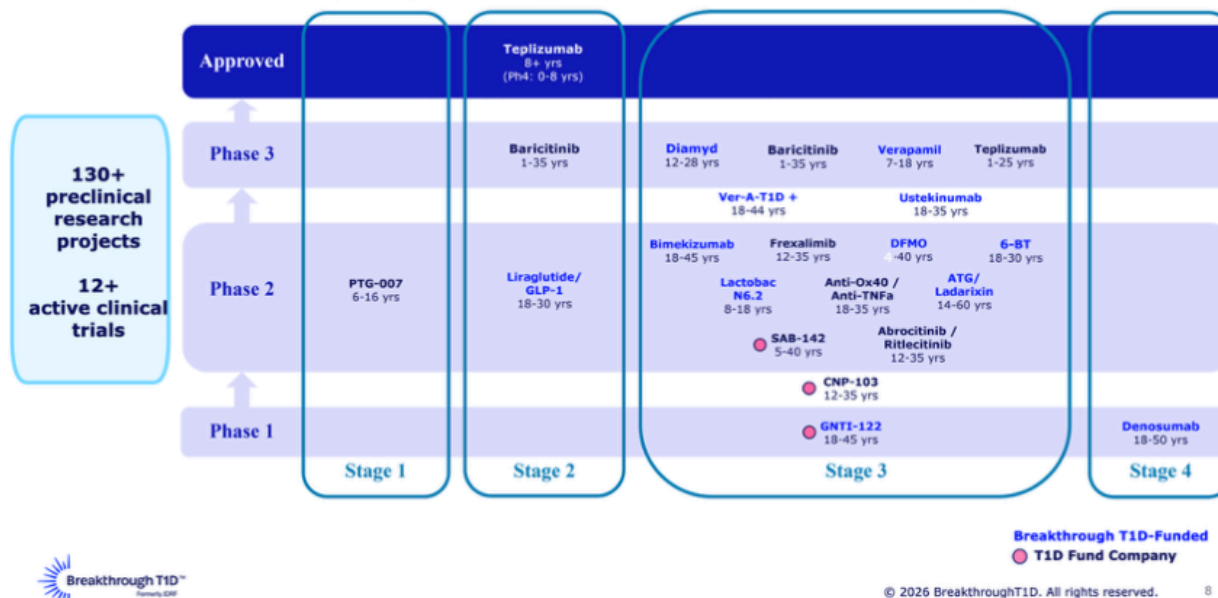 Approved
Teplizumab
8+ yrs
(Ph4: 0-8 yrs)
130+
preclinical
research
projects
12+
active clinical
trials
Phase 3
Baricitinib
1-35 yrs
Diamyd
12-28 yrs
Baricitinib
1-35 yrs
Verapamil
7-18 yrs
Teplizumab
1-25 yrs
Ver-A-T1D +
18-44 yrs
Ustekinumab
18-35 yrs
Phase 2
PTG-007
6-16 yrs
Liraglutide/
GLP-1
18-30 yrs
Bimekizumab
18-45 yrs
Frexalimib
12-35 yrs
DFMO
4-40 yrs
6-BT
18-30 yrs
Lactobac
N6.2
8-18 yrs
Anti-Ox40 /
Anti-TNFa
18-35 yrs
ATG/
Ladarixin
14-60 yrs
SAB-142
5-40 yrs
Abrocitinib /
Ritlecitinib
12-35 yrs
CNP-103
12-35 yrs
Phase 1
GNTI-122
18-45 yrs
Denosumab
18-50 yrs
Stage 1
Stage 2
Stage 3
Stage 4
Breakthrough T1D-Funded
T1D Fund Company
Breakthrough T1D™
Formerly JDRF
© 2026 BreakthroughT1D. All rights reserved.
8